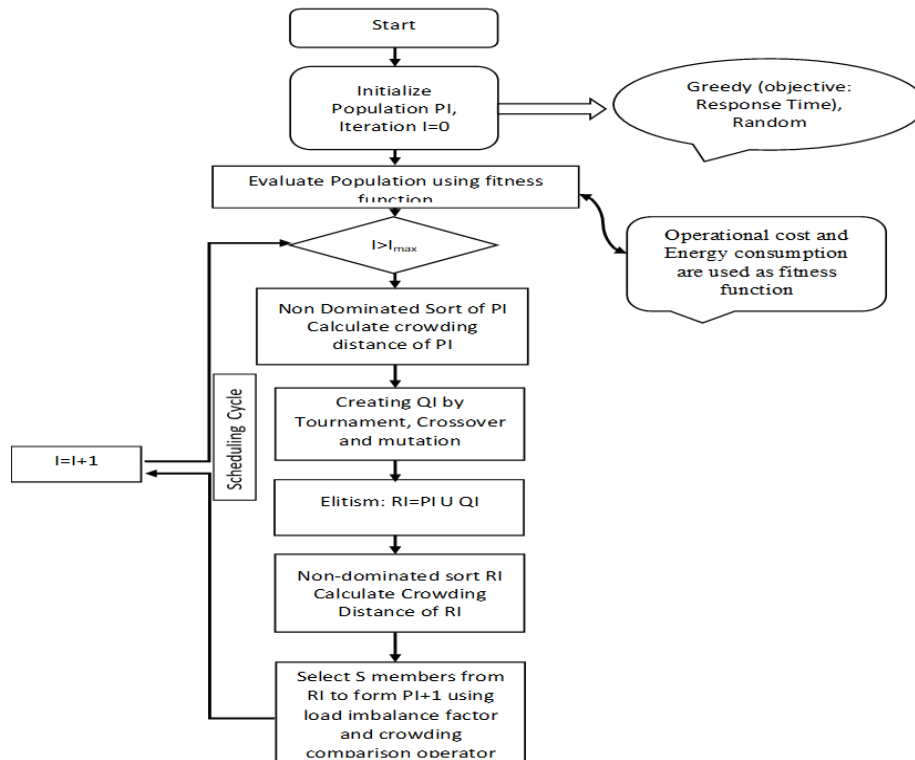 Start
Initialize
Population PI,
Iteration I=0
Greedy (objective:
Response Time),
Random
Evaluate Population using fitness
function
I>Imax
Operational cost and
Energy consumption
are used as fitness
function
Non Dominated Sort of PI
Calculate crowding
distance of PI
Scheduling Cycle
Creating QI by
Tournament, Crossover
and mutation
I=I+1
Elitism: RI=PI U QI
Non-dominated sort RI
Calculate Crowding
Distance of RI
Select S members from
RI to form PI+1 using
load imbalance factor
and crowding
comparison operator